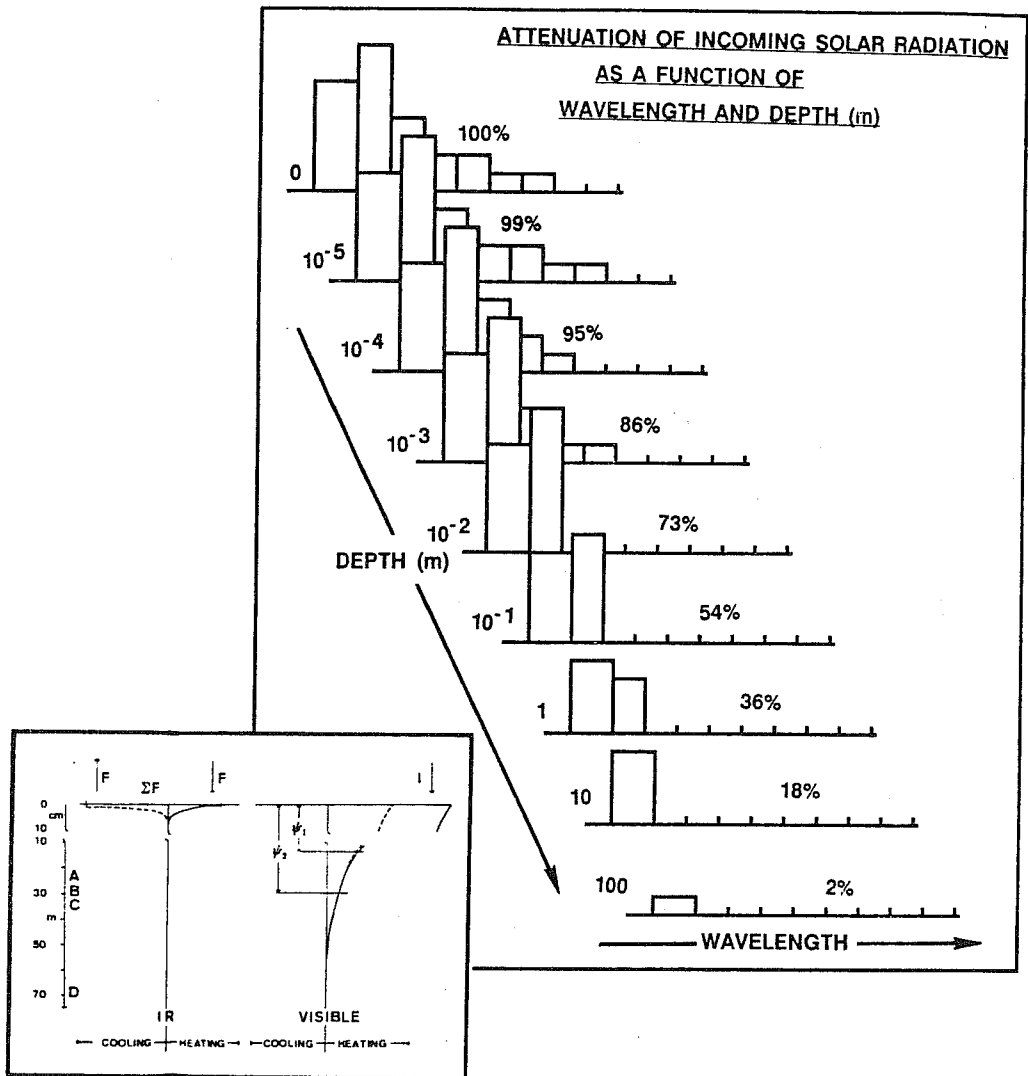 ATTENUATION OF INCOMING SOLAR RADIATION
AS A FUNCTION OF
WAVELENGTH AND DEPTH (m)
100%
0
99%
10-5
95%
10-4
86%
10-3
73%
10-2
DEPTH (m)
54%
10-1
36%
1
18%
10
2%
100
WAVELENGTH
F ΣF F I
0
cm
10
10
ψ1
ψ2
A
B
30
C
m
50
70
D
IR VISIBLE
COOLING HEATING COOLING HEATING